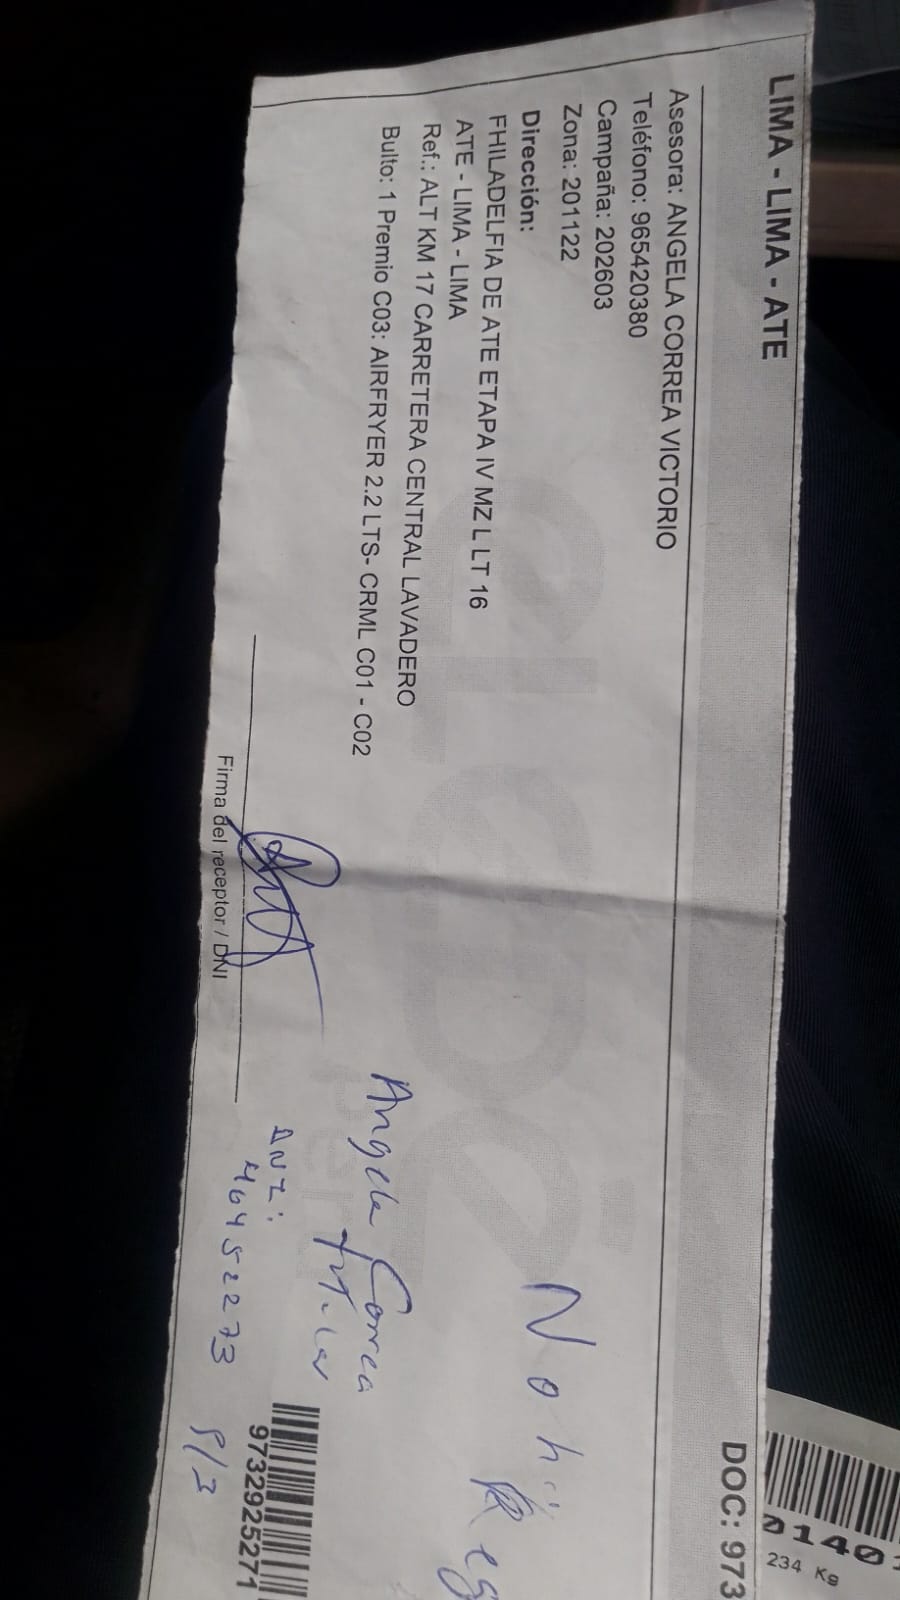 LIMA - LIMA - ATE
DOC: 973
Asesora: ANGELA CORREA VICTORIO
Teléfono: 965420380
Campaña: 202603
Zona: 201122
Dirección:
FHILADELFIA DE ATE ETAPA IV MZ L LT 16
ATE - LIMA - LIMA
Ref.: ALT KM 17 CARRETERA CENTRAL LAVADERO
Bulto: 1 Premio C03: AIRFRYER 2.2 LTS- CRML C01 - C02
Angela Correa
DNI:
Firma del receptor / DNI
9732925271
234 Kg